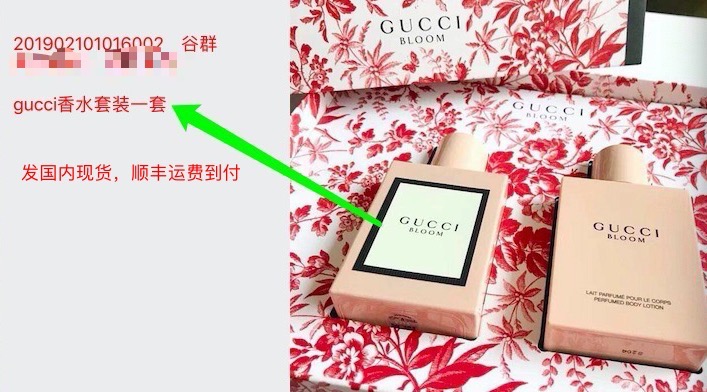 201902101016002 谷群
gucci香水套装一套
发国内现货，顺丰运费到付
GUCCI
BLOOM
GUCCI
BLOOM
GUCCI
BLOOM
GUCCI
BLOOM
LAIT PARFUMÉ POUR LE CORPS
PERFUMED BODY LOTION